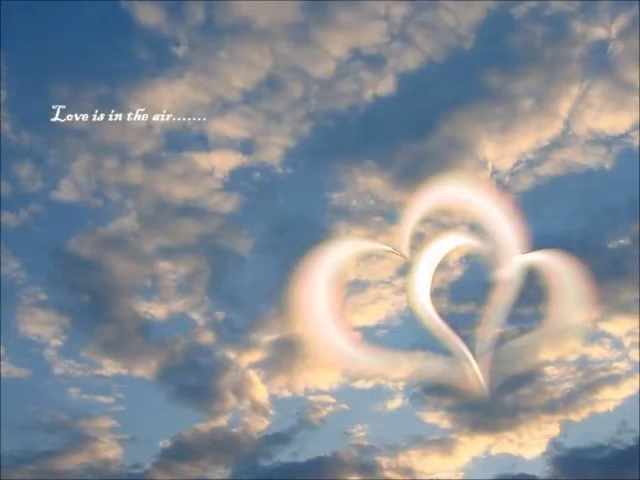 Love is in the air.......